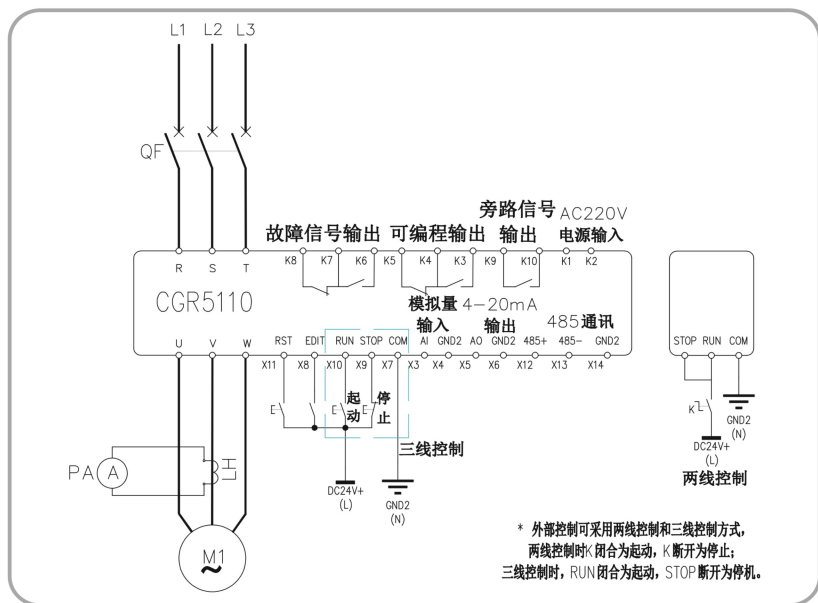 L1 L2 L3
QF
旁路信号 AC220V
故障信号输出 可编程输出 输出 电源输入
R S T K8 K7 K6 K5 K4 K3 K9 K10 K1 K2
CGR5110
模拟量 4-20mA
输入 输出 485通讯
U V W RST EDIT RUN STOP COM AI GND2 AO GND2 485+ 485- GND2
X11 X8 X10 X9 X7 X3 X4 X5 X6 X12 X13 X14
起动 停止
三线控制
DC24V+
(L)
GND2
(N)
PA A LH
M1
~
STOP RUN COM
K
GND2
(N)
DC24V+
(L)
两线控制
* 外部控制可采用两线控制和三线控制方式，
两线控制时K闭合为起动，K断开为停止；
三线控制时，RUN闭合为起动，STOP断开为停机。